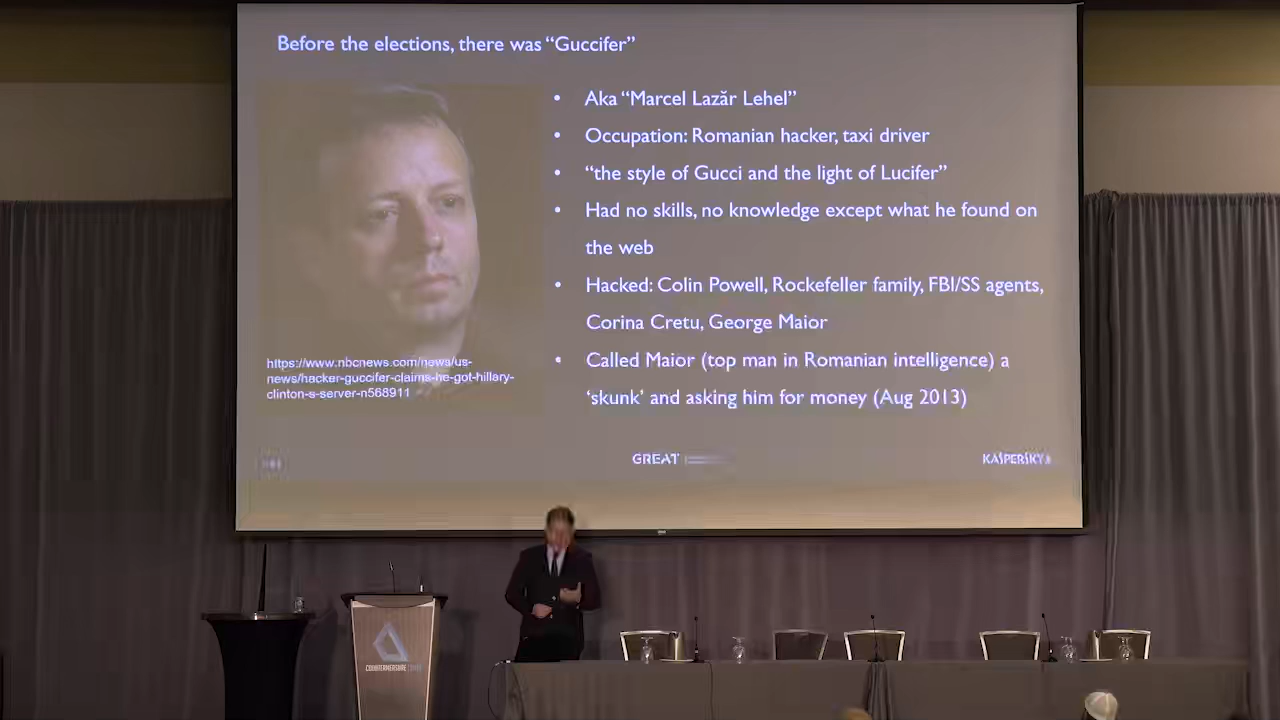 Before the elections, there was “Guccifer”
• Aka “Marcel Lazăr Lehel”
• Occupation: Romanian hacker, taxi driver
• “the style of Gucci and the light of Lucifer”
• Had no skills, no knowledge except what he found on
the web
• Hacked: Colin Powell, Rockefeller family, FBI/SS agents,
Corina Cretu, George Maior
• Called Maior (top man in Romanian intelligence) a
‘skunk’ and asking him for money (Aug 2013)
https://www.nbcnews.com/news/us-
news/hacker-guccifer-claims-he-got-hillary-
clinton-s-server-n568911
GREAT
KASPERSKY
COUNTERMEASURE